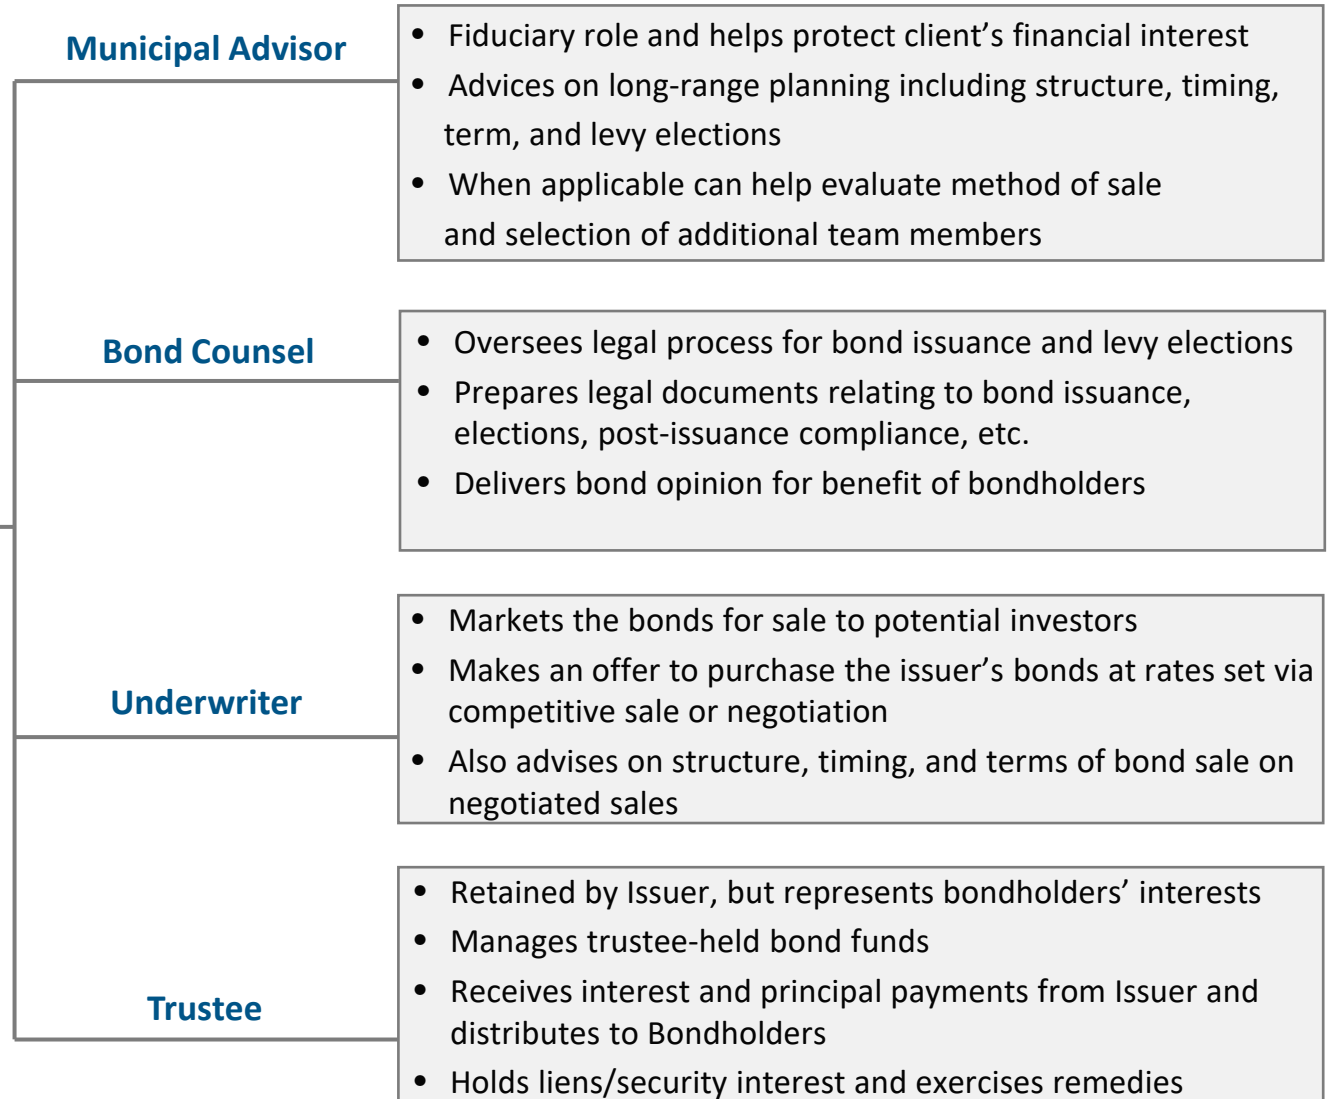 Municipal Advisor
• Fiduciary role and helps protect client’s financial interest
• Advices on long-range planning including structure, timing,
term, and levy elections
• When applicable can help evaluate method of sale
and selection of additional team members
Bond Counsel
• Oversees legal process for bond issuance and levy elections
• Prepares legal documents relating to bond issuance,
elections, post-issuance compliance, etc.
• Delivers bond opinion for benefit of bondholders
Underwriter
• Markets the bonds for sale to potential investors
• Makes an offer to purchase the issuer’s bonds at rates set via
competitive sale or negotiation
• Also advises on structure, timing, and terms of bond sale on
negotiated sales
Trustee
• Retained by Issuer, but represents bondholders’ interests
• Manages trustee-held bond funds
• Receives interest and principal payments from Issuer and
distributes to Bondholders
• Holds liens/security interest and exercises remedies